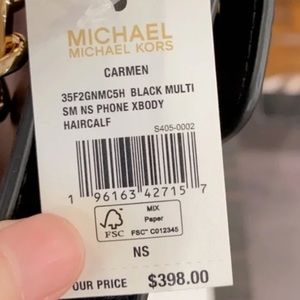 MICHAEL
MICHAEL KORS
CARMEN
35F2GNMC5H BLACK MULTI
SM NS PHONE XBODY
HAIRCALF
S405-0002
1 96163 42715 7
FSC
MIX
Paper
FSC™ C012345
NS
OUR PRICE $398.00